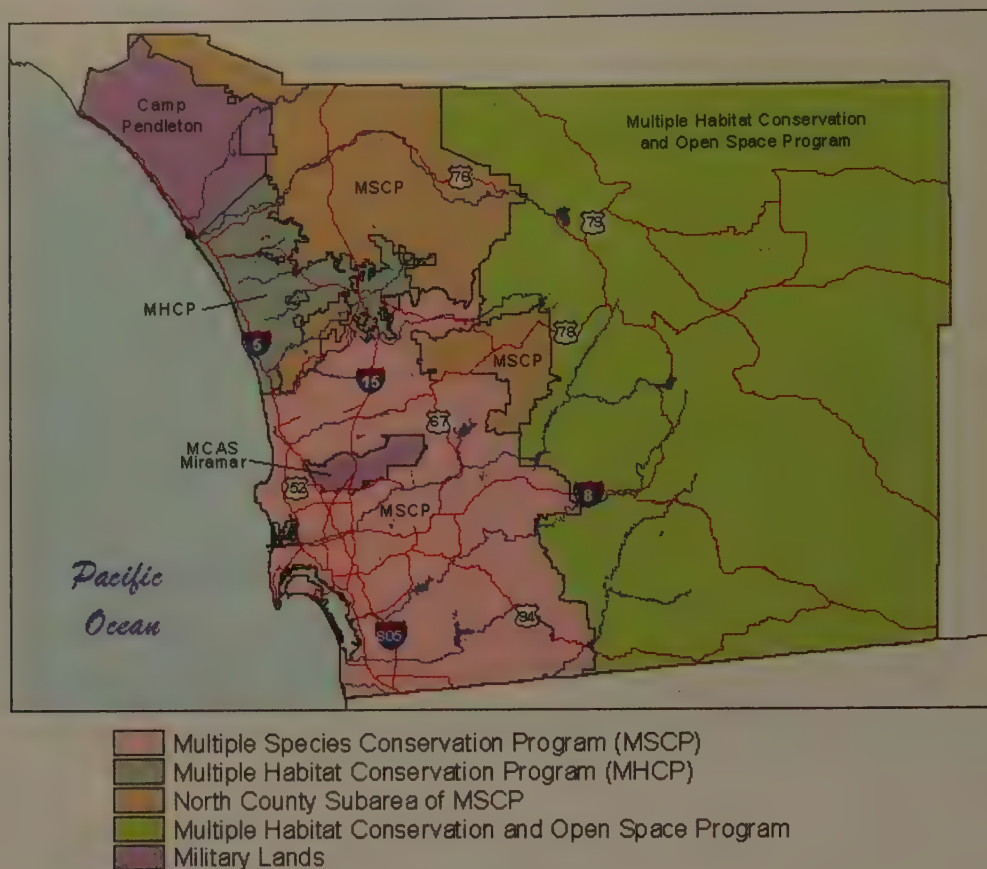 Camp
Pendleton
Multiple Habitat Conservation
and Open Space Program
MSCP
79
MHCP
78
5
MSCP
15
67
MCAS
Miramar
52
8
MSCP
Pacific
Ocean
94
805
Multiple Species Conservation Program (MSCP)
Multiple Habitat Conservation Program (MHCP)
North County Subarea of MSCP
Multiple Habitat Conservation and Open Space Program
Military Lands